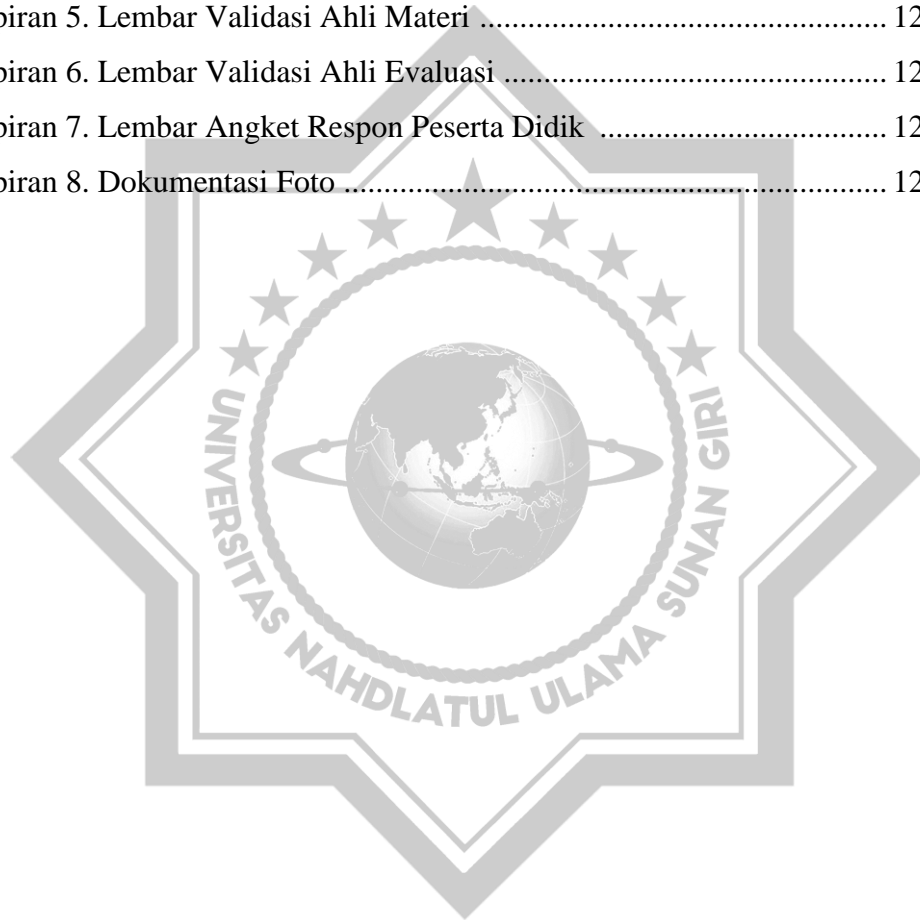 piran 5. Lembar Validasi Ahli Materi .................................................. 12
piran 6. Lembar Validasi Ahli Evaluasi ............................................... 12
piran 7. Lembar Angket Respon Peserta Didik ................................... 12
piran 8. Dokumentasi Foto ................................................................... 12
UNIVERSITAS NAHDLATUL ULAMA SUNAN GIRI